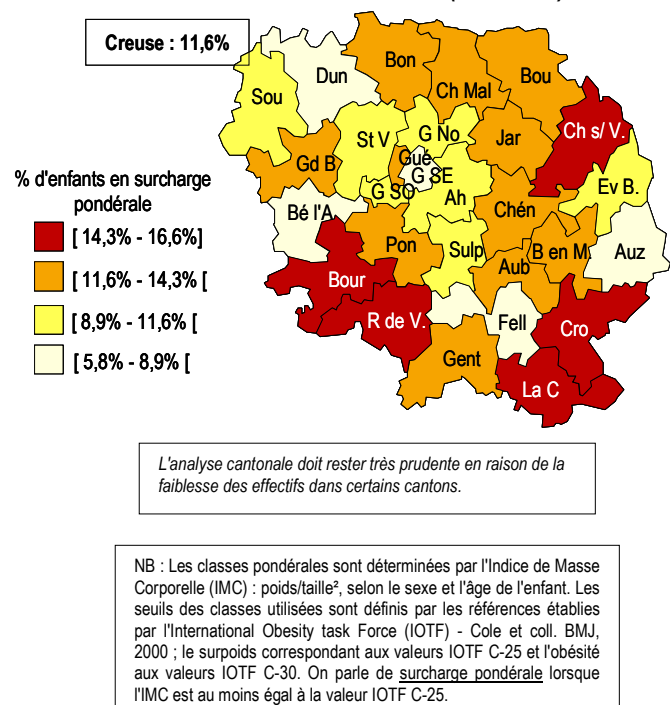 Creuse : 11,6%
Dun
Bon
Bou
Ch Mal
Sou
St V
G No
Jar
Ch s/ V.
Gd B
Gué
G SE
Ev B.
G SO
Ah
Bé l'A.
Chén
Pon
Sulp
B en M.
Auz
Aub
Bour
R de V.
Fell
Cro
Gent
La C
% d'enfants en surcharge
pondérale
[ 14,3% - 16,6%]
[ 11,6% - 14,3% [
[ 8,9% - 11,6% [
[ 5,8% - 8,9% [
L'analyse cantonale doit rester très prudente en raison de la
faiblesse des effectifs dans certains cantons.
NB : Les classes pondérales sont déterminées par l'Indice de Masse
Corporelle (IMC) : poids/taille², selon le sexe et l'âge de l'enfant. Les
seuils des classes utilisées sont définis par les références établies
par l'International Obesity task Force (IOTF) - Cole et coll. BMJ,
2000 ; le surpoids correspondant aux valeurs IOTF C-25 et l'obésité
aux valeurs IOTF C-30. On parle de surcharge pondérale lorsque
l'IMC est au moins égal à la valeur IOTF C-25.